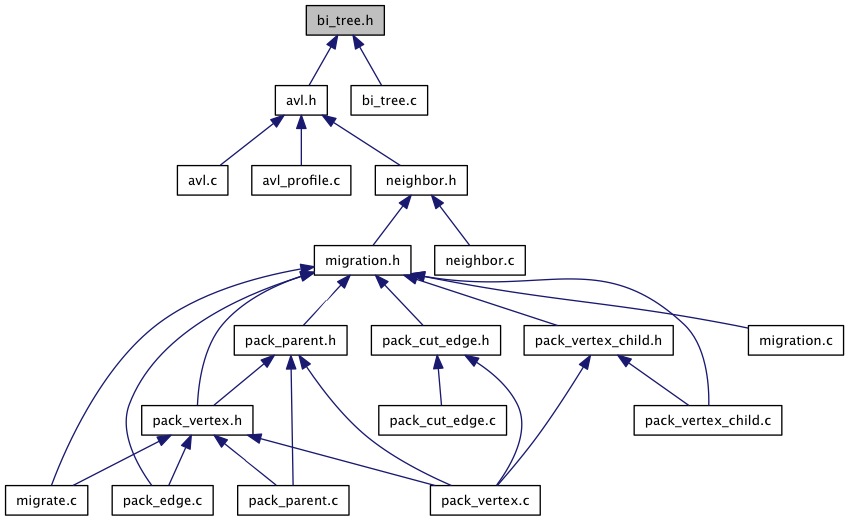 bi_tree.h
avl.h
bi_tree.c
avl.c
avl_profile.c
neighbor.h
migration.h
neighbor.c
pack_parent.h
pack_cut_edge.h
pack_vertex_child.h
migration.c
pack_vertex.h
pack_cut_edge.c
pack_vertex_child.c
migrate.c
pack_edge.c
pack_parent.c
pack_vertex.c